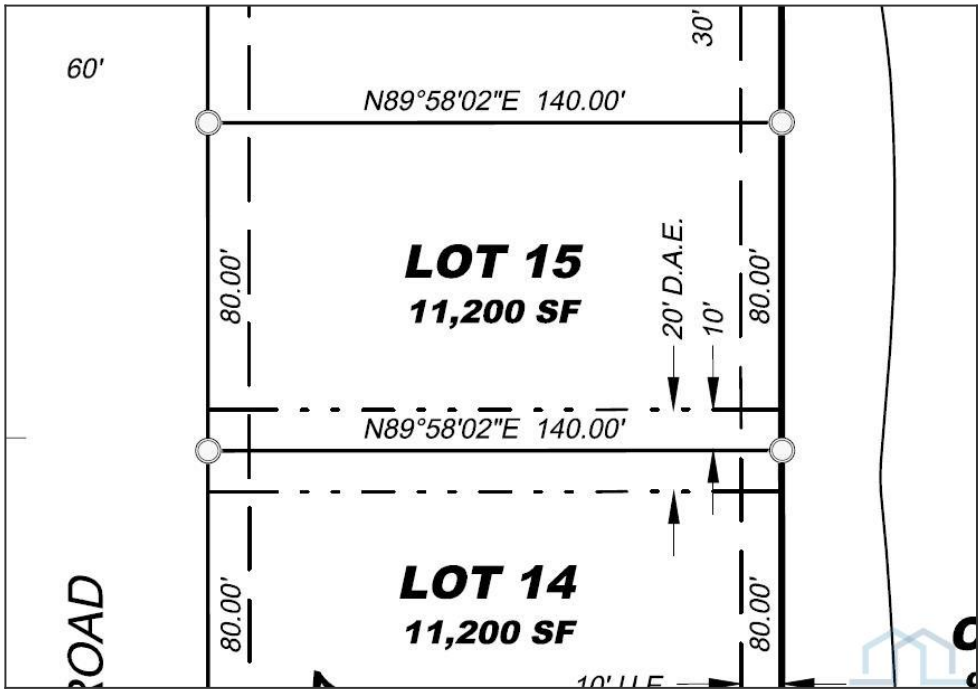 60'
30'
N89°58'02"E 140.00'
80.00'
LOT 15
11,200 SF
20' D.A.E.
10'
80.00'
N89°58'02"E 140.00'
80.00'
LOT 14
11,200 SF
80.00'
ROAD
10' U.E.